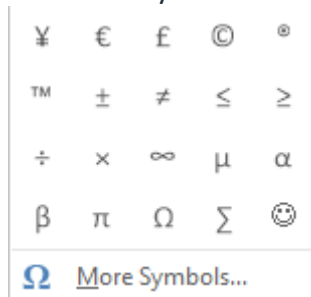 ¥ € £ © ®
™ ± ≠ ≤ ≥
÷ × ∞ µ α
β π Ω ∑ ☺
Ω More Symbols...